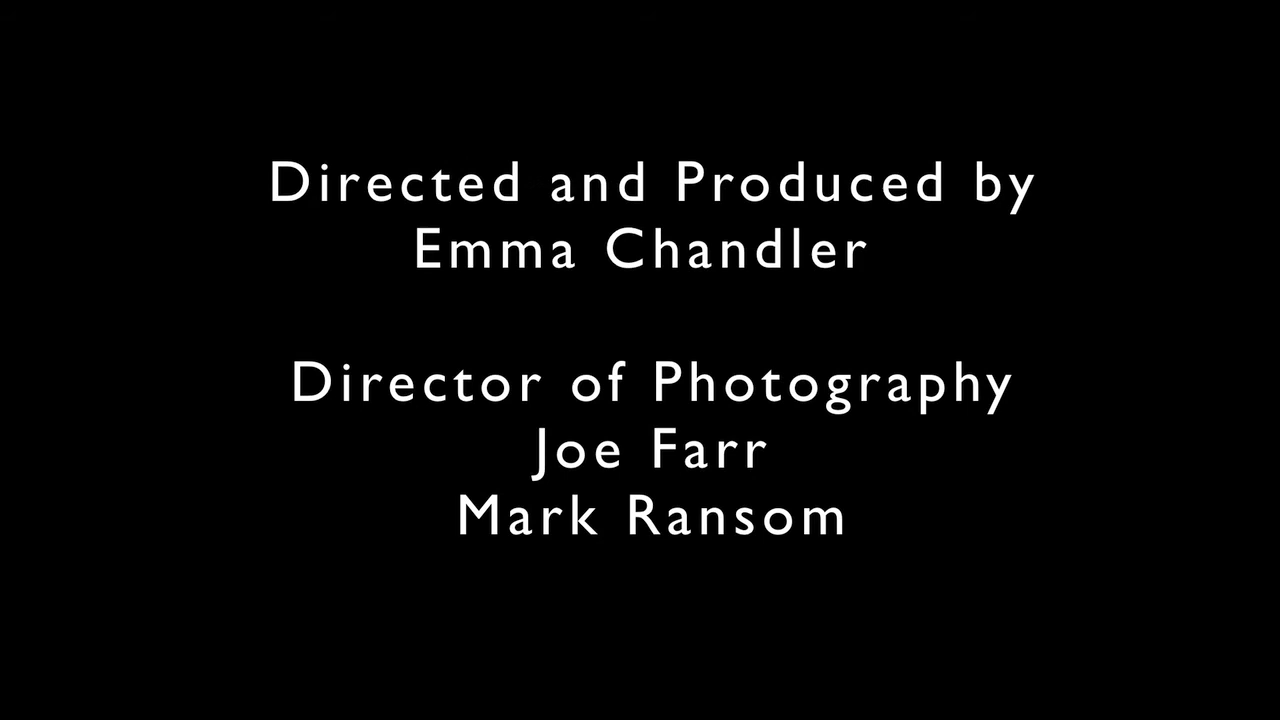 Directed and Produced by
Emma Chandler
Director of Photography
Joe Farr
Mark Ransom